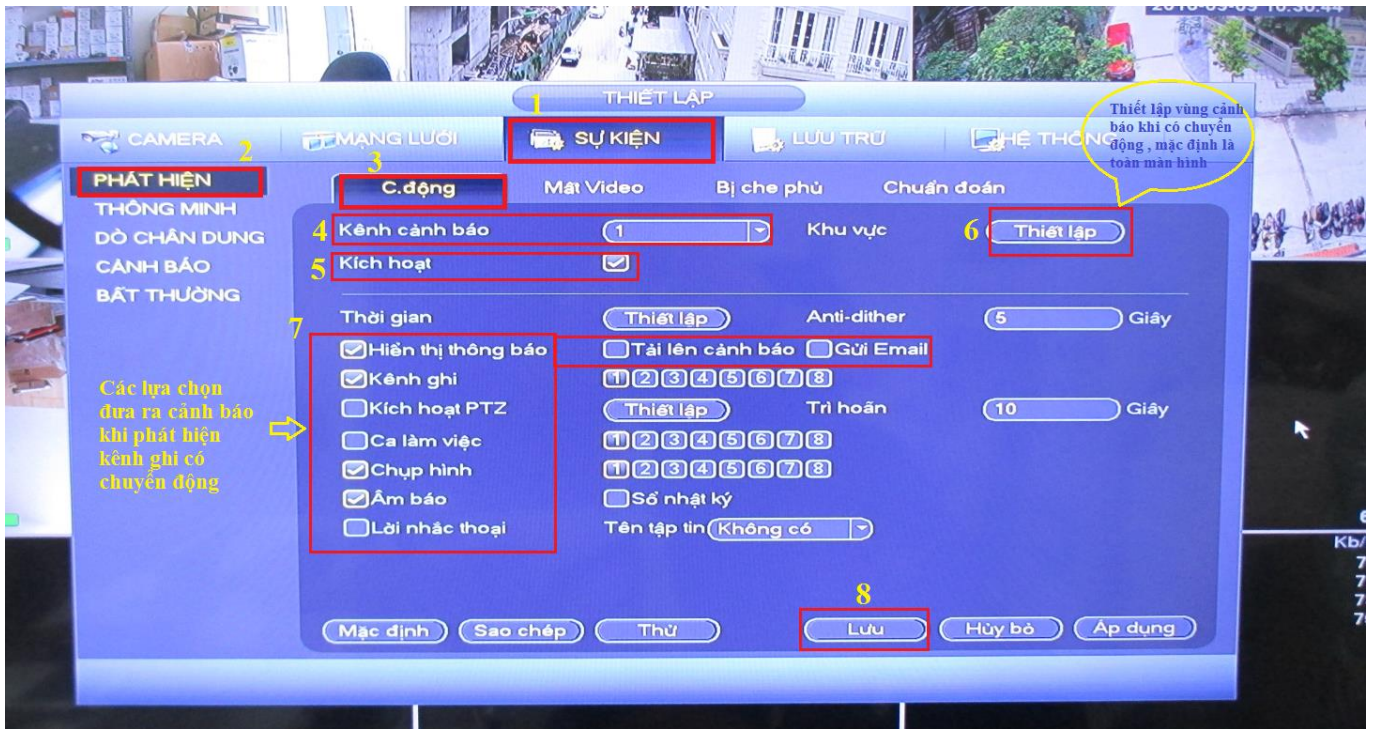 1
THIẾT LẬP
CAMERA
MẠNG LƯỚI
SỰ KIỆN
LƯU TRỮ
HỆ THỐNG
Thiết lập vùng cảnh
báo khi có chuyển
động , mặc định là
toàn màn hình
2
PHÁT HIỆN
THÔNG MINH
DÒ CHÂN DUNG
CẢNH BÁO
BẤT THƯỜNG
3
C.động
Mất Video
Bị che phủ
Chuẩn đoán
4
Kênh cảnh báo
1
Khu vực
6
Thiết lập
5
Kích hoạt
7
Thời gian
Thiết lập
Anti-dither
5
Giây
Hiển thị thông báo
Tải lên cảnh báo
Gửi Email
Kênh ghi
1 2 3 4 5 6 7 8
Kích hoạt PTZ
Thiết lập
Trì hoãn
10
Giây
Ca làm việc
1 2 3 4 5 6 7 8
Chụp hình
1 2 3 4 5 6 7 8
Âm báo
Sổ nhật ký
Lời nhắc thoại
Tên tập tin
Không có
Các lựa chọn
đưa ra cảnh báo
khi phát hiện
kênh ghi có
chuyển động
8
Mặc định
Sao chép
Thử
Lưu
Hủy bỏ
Áp dụng
Kb/